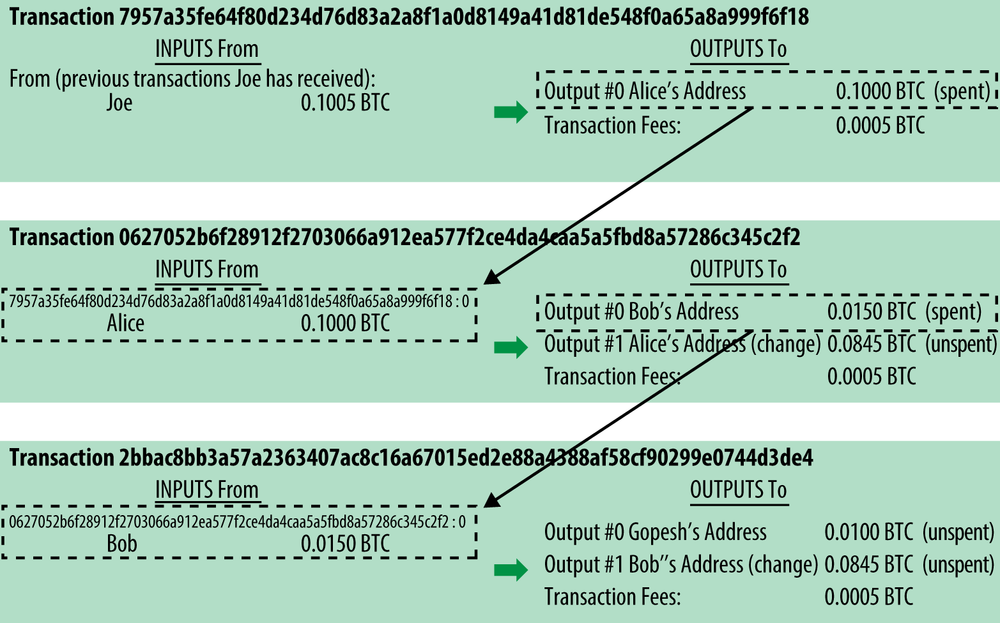 Transaction 7957a35fe64f80d234d76d83a2a8f1a0d8149a41d81de548f0a65a8a999f6f18
INPUTS From
OUTPUTS To
From (previous transactions Joe has received):
Joe 0.1005 BTC
Output #0 Alice's Address 0.1000 BTC (spent)
Transaction Fees: 0.0005 BTC
Transaction 0627052b6f28912f2703066a912ea577f2ce4da4caa5a5fbd8a57286c345c2f2
INPUTS From
OUTPUTS To
7957a35fe64f80d234d76d83a2a8f1a0d8149a41d81de548f0a65a8a999f6f18 : 0
Alice 0.1000 BTC
Output #0 Bob's Address 0.0150 BTC (spent)
Output #1 Alice's Address (change) 0.0845 BTC (unspent)
Transaction Fees: 0.0005 BTC
Transaction 2bbac8bb3a57a2363407ac8c16a67015ed2e88a4388af58cf90299e0744d3de4
INPUTS From
OUTPUTS To
0627052b6f28912f2703066a912ea577f2ce4da4caa5a5fbd8a57286c345c2f2 : 0
Bob 0.0150 BTC
Output #0 Gopesh's Address 0.0100 BTC (unspent)
Output #1 Bob''s Address (change) 0.0845 BTC (unspent)
Transaction Fees: 0.0005 BTC